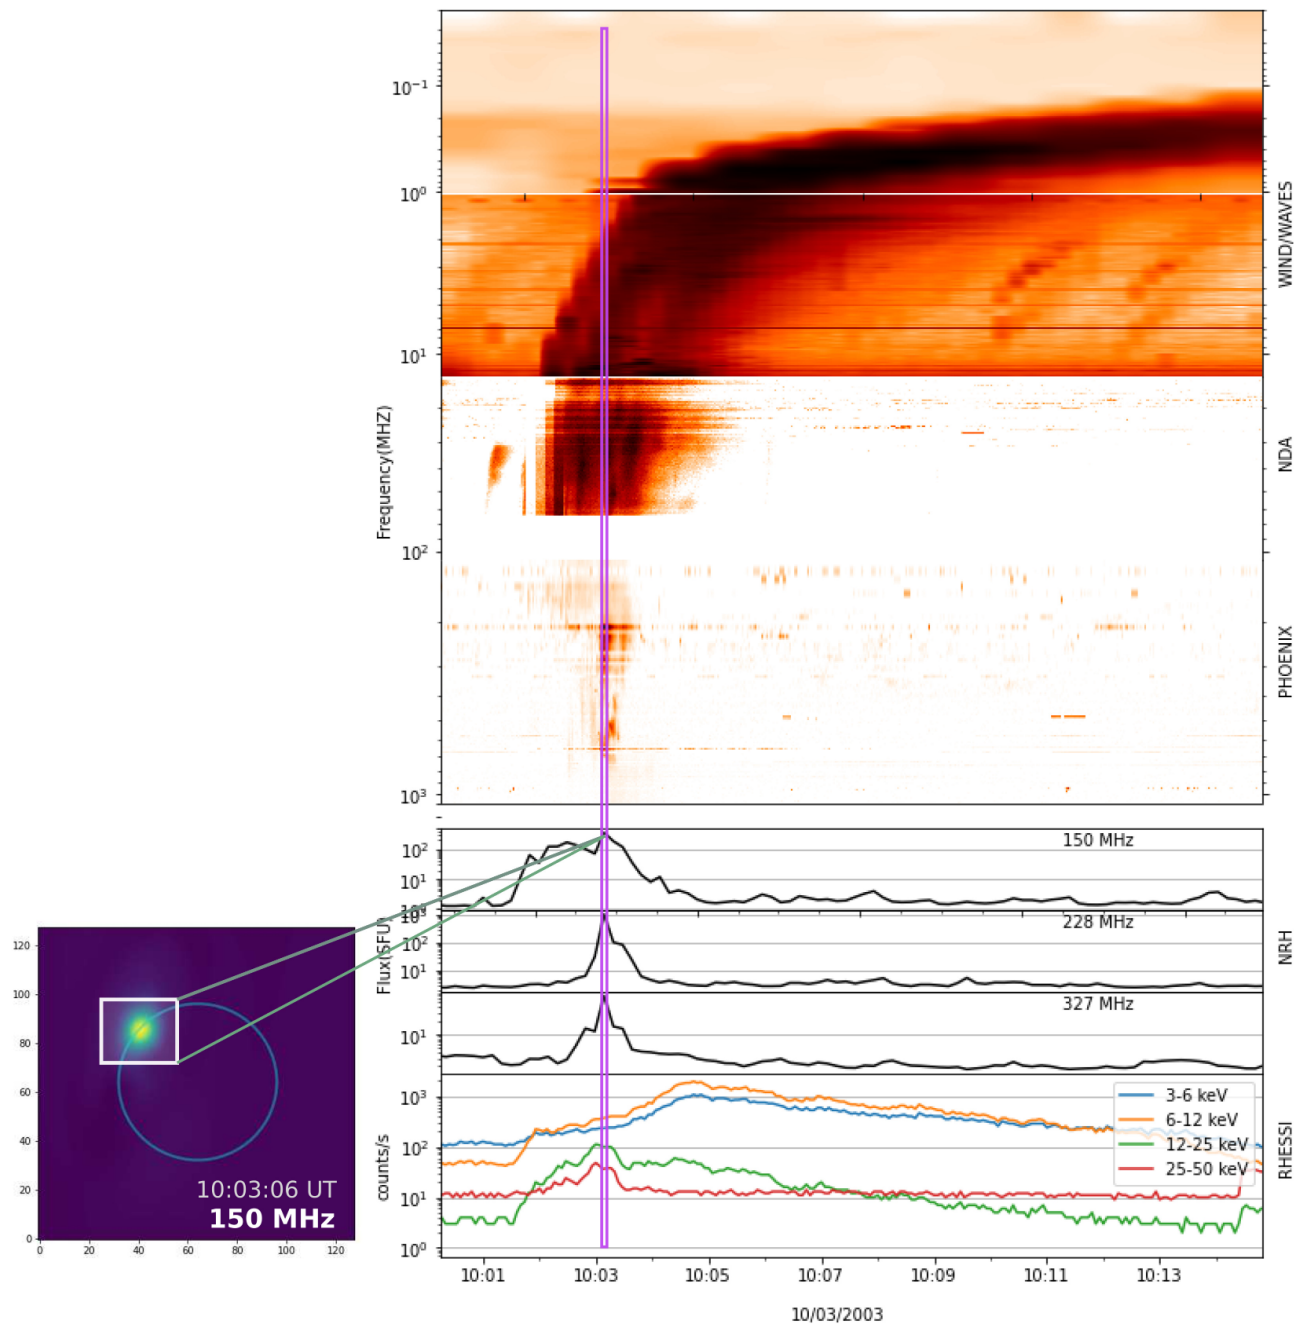 10⁻¹
10⁰
10¹
10²
10³
Frequency(MHZ)
WIND/WAVES
NDA
PHOENIX
150 MHz
10²
10¹
228 MHz
10³
10²
10¹
Flux(SFU)
NRH
327 MHz
10¹
3-6 keV
6-12 keV
12-25 keV
25-50 keV
10³
10²
10¹
10⁰
counts/s
RHESSI
10:01 10:03 10:05 10:07 10:09 10:11 10:13
10/03/2003
120
100
80
60
40
20
0
0 20 40 60 80 100 120
10:03:06 UT
150 MHz